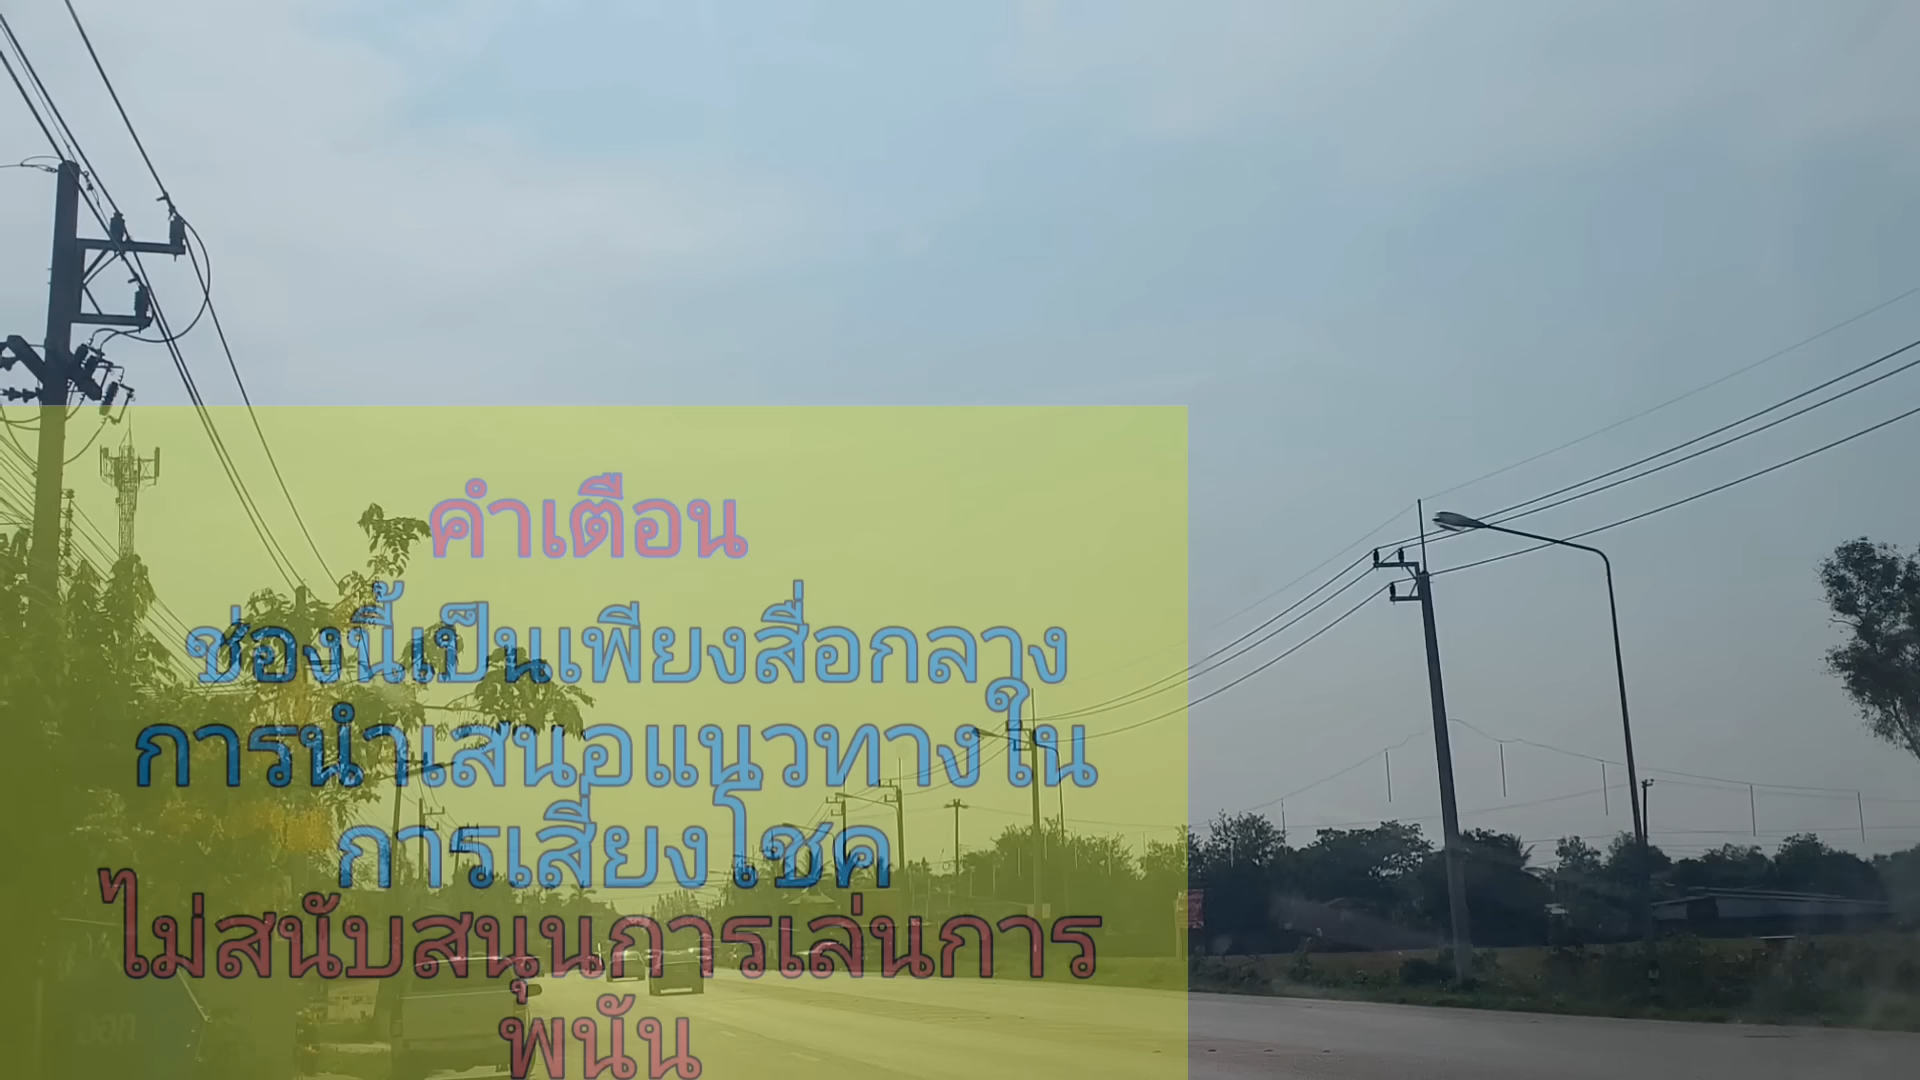 คำเตือน
ช่องนี้เป็นเพียงสื่อกลาง
การนำเสนอแนวทางใน
การเสี่ยงโชค
ไม่สนับสนุนการเล่นการ
พนัน